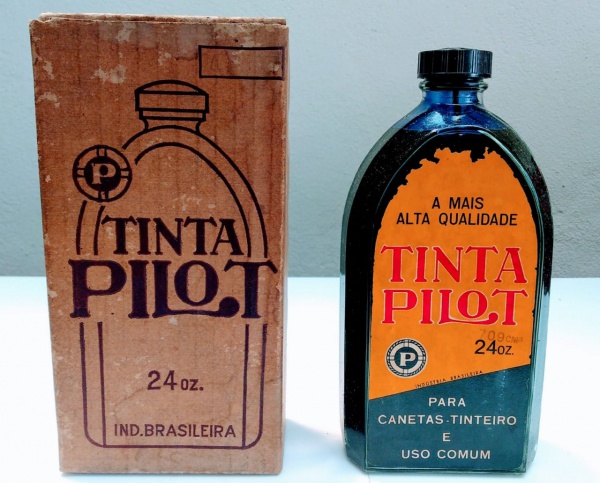 P
TINTA
PILOT
24 oz.
IND.BRASILEIRA
A MAIS
ALTA QUALIDADE
TINTA
PILOT
24 OZ.
P
INDÚSTRIA BRASILEIRA
PARA
CANETAS-TINTEIRO
E
USO COMUM